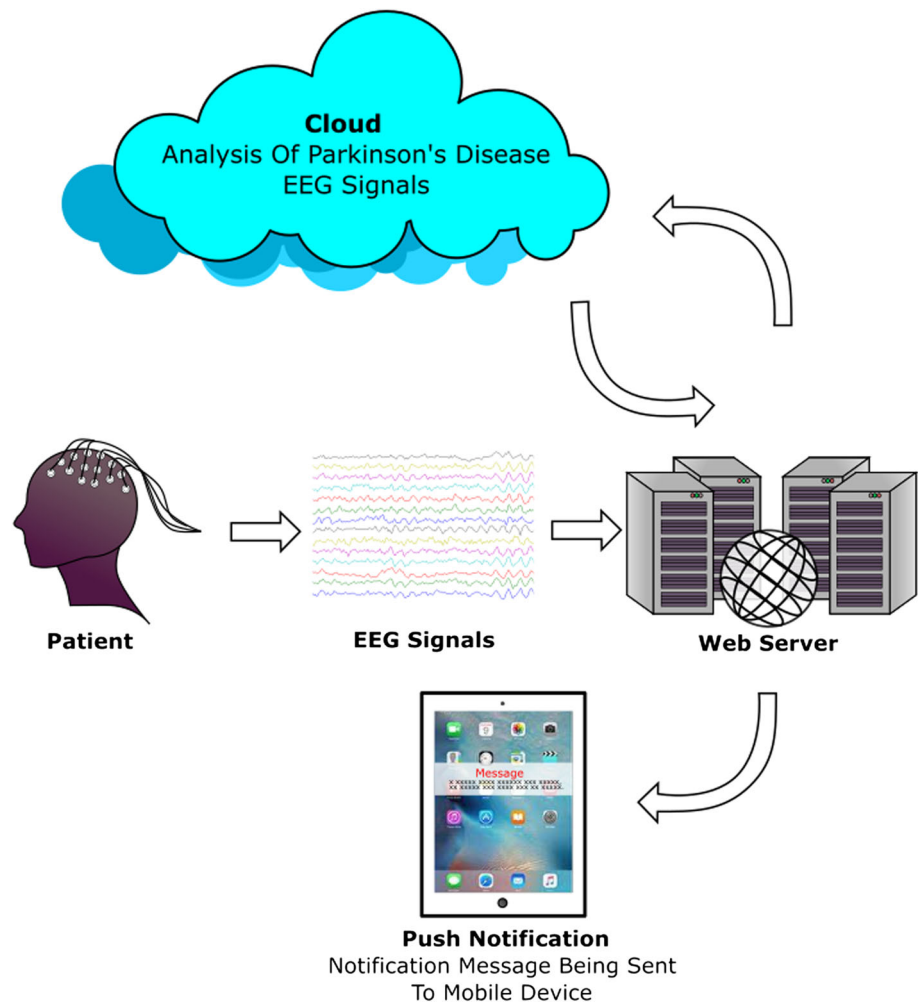 Cloud
Analysis Of Parkinson's Disease
EEG Signals
Patient
EEG Signals
Web Server
Message
Push Notification
Notification Message Being Sent
To Mobile Device